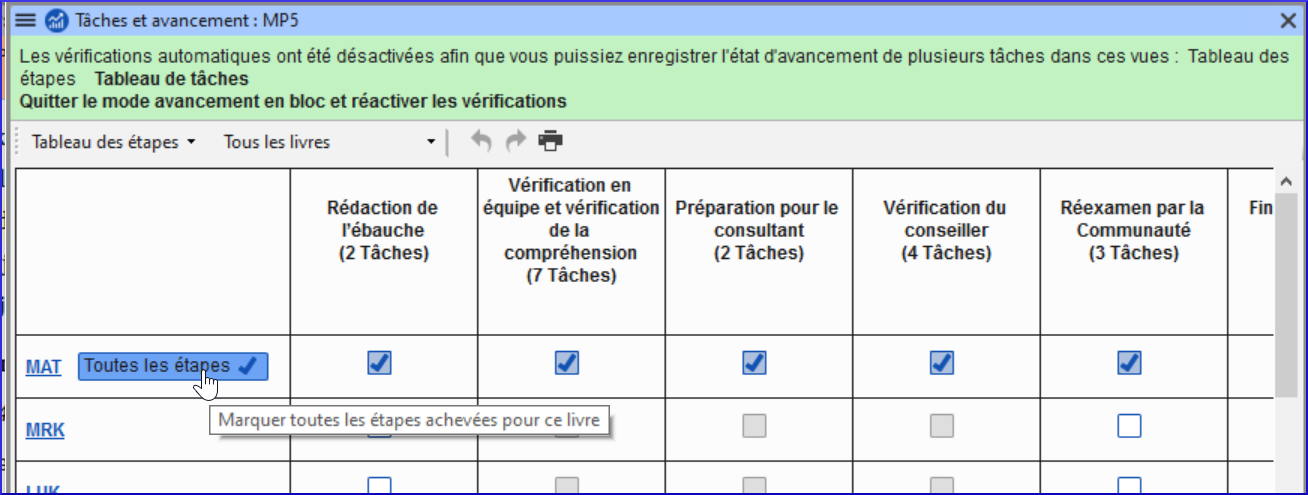 Tâches et avancement : MP5
Les vérifications automatiques ont été désactivées afin que vous puissiez enregistrer l'état d'avancement de plusieurs tâches dans ces vues : Tableau des
étapes Tableau de tâches
Quitter le mode avancement en bloc et réactiver les vérifications
Tableau des étapes Tous les livres
Rédaction de
l'ébauche
(2 Tâches)
Vérification en
équipe et vérification
de la
compréhension
(7 Tâches)
Préparation pour le
consultant
(2 Tâches)
Vérification du
conseiller
(4 Tâches)
Réexamen par la
Communauté
(3 Tâches)
Fin
MAT Toutes les étapes
Marquer toutes les étapes achevées pour ce livre
MRK
LUK